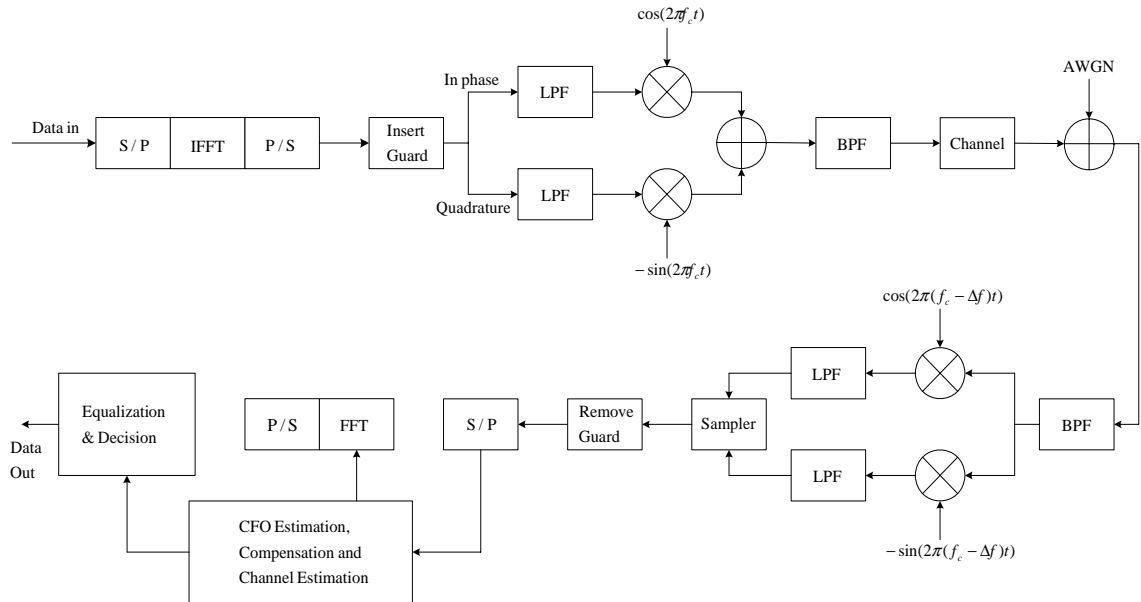 cos(2πf_c t)
AWGN
In phase
LPF
Data in
S / P
IFFT
P / S
Insert
Guard
BPF
Channel
LPF
Quadrature
− sin(2πf_c t)
cos(2π(f_c − Δf)t)
LPF
Equalization
& Decision
P / S
FFT
S / P
Remove
Guard
Sampler
BPF
Data
Out
LPF
CFO Estimation,
Compensation and
Channel Estimation
− sin(2π(f_c − Δf)t)